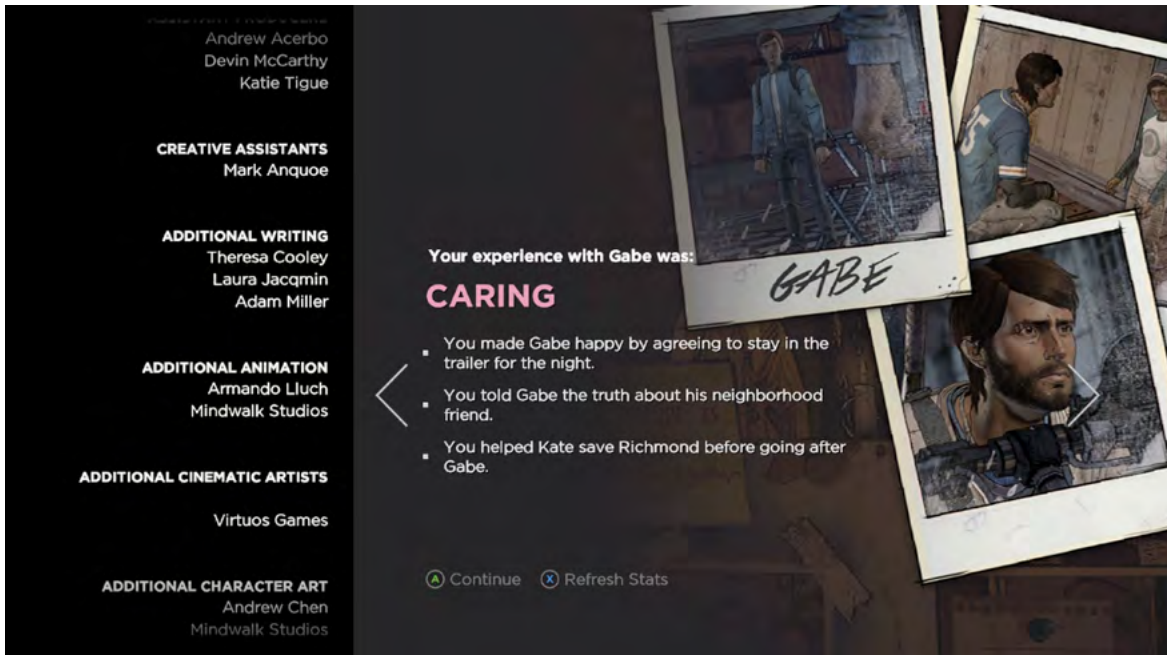 ASSISTANT PRODUCERS
Andrew Acerbo
Devin McCarthy
Katie Tigue
CREATIVE ASSISTANTS
Mark Anquoe
ADDITIONAL WRITING
Theresa Cooley
Laura Jacqmin
Adam Miller
ADDITIONAL ANIMATION
Armando Lluch
Mindwalk Studios
ADDITIONAL CINEMATIC ARTISTS
Virtuos Games
ADDITIONAL CHARACTER ART
Andrew Chen
Mindwalk Studios
Your experience with Gabe was:
CARING
You made Gabe happy by agreeing to stay in the
trailer for the night.
You told Gabe the truth about his neighborhood
friend.
You helped Kate save Richmond before going after
Gabe.
A Continue X Refresh Stats
GABE